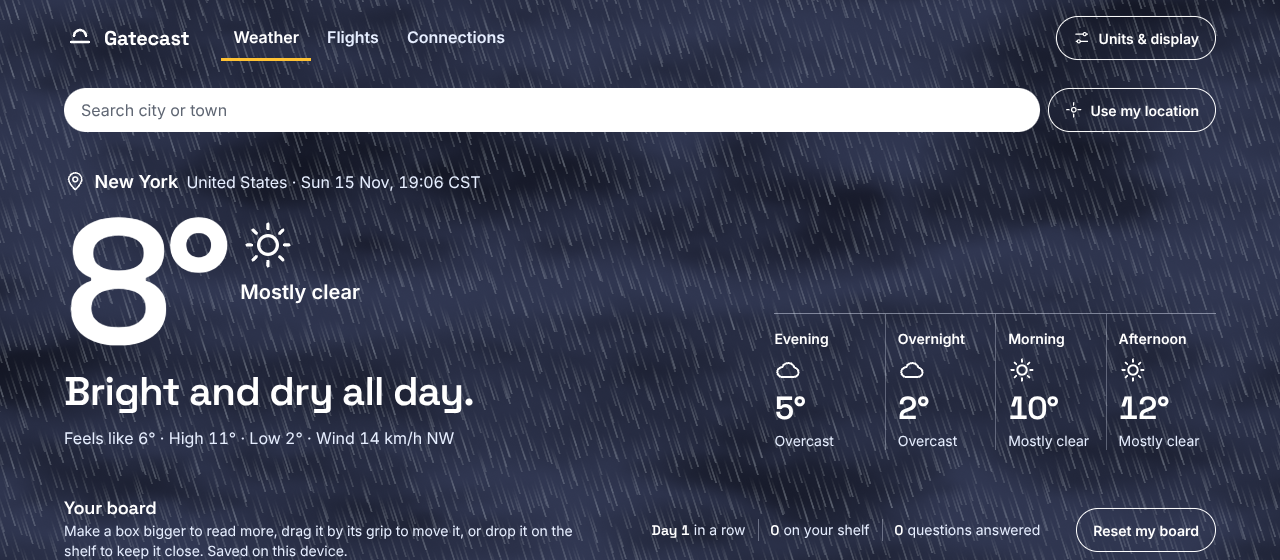 Gatecast
Weather
Flights
Connections
Units & display
Search city or town
Use my location
New York United States · Sun 15 Nov, 19:06 CST
8°
Mostly clear
Bright and dry all day.
Feels like 6° · High 11° · Low 2° · Wind 14 km/h NW
Evening
5°
Overcast
Overnight
2°
Overcast
Morning
10°
Mostly clear
Afternoon
12°
Mostly clear
Your board
Make a box bigger to read more, drag it by its grip to move it, or drop it on the
shelf to keep it close. Saved on this device.
Day 1 in a row
0 on your shelf
0 questions answered
Reset my board